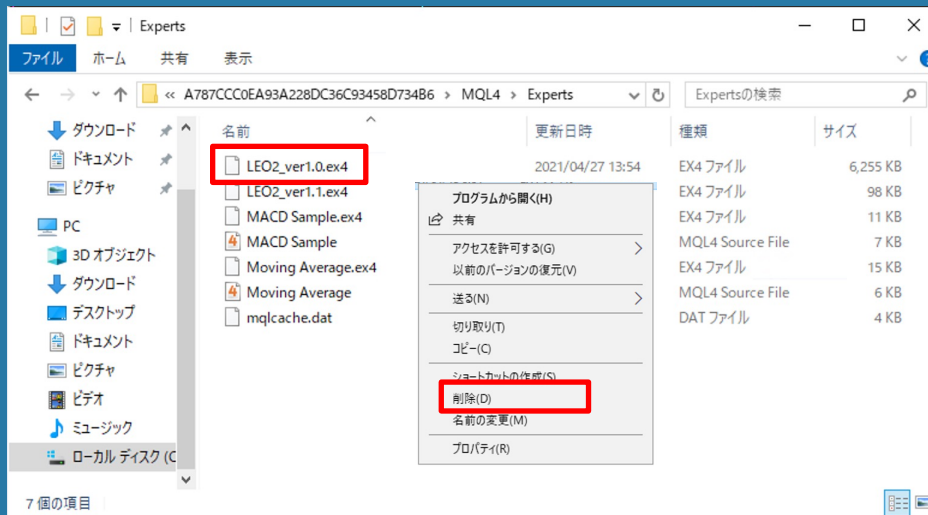 Experts
ファイル ホーム 共有 表示
« A787CCC0EA93A228DC36C93458D734B6 > MQL4 > Experts Expertsの検索
名前 更新日時 種類 サイズ
ダウンロード
ドキュメント
ピクチャ
PC
3D オブジェクト
ダウンロード
デスクトップ
ドキュメント
ピクチャ
ビデオ
ミュージック
ローカル ディスク (C
LEO2_ver1.0.ex4 2021/04/27 13:54 EX4 ファイル 6,255 KB
LEO2_ver1.1.ex4 EX4 ファイル 98 KB
MACD Sample.ex4 EX4 ファイル 11 KB
MACD Sample MQL4 Source File 7 KB
Moving Average.ex4 EX4 ファイル 15 KB
Moving Average MQL4 Source File 6 KB
mqlcache.dat DAT ファイル 4 KB
プログラムから開く(H)
共有
アクセスを許可する(G)
以前のバージョンの復元(V)
送る(N)
切り取り(T)
コピー(C)
ショートカットの作成(S)
削除(D)
名前の変更(M)
プロパティ(R)
7 個の項目